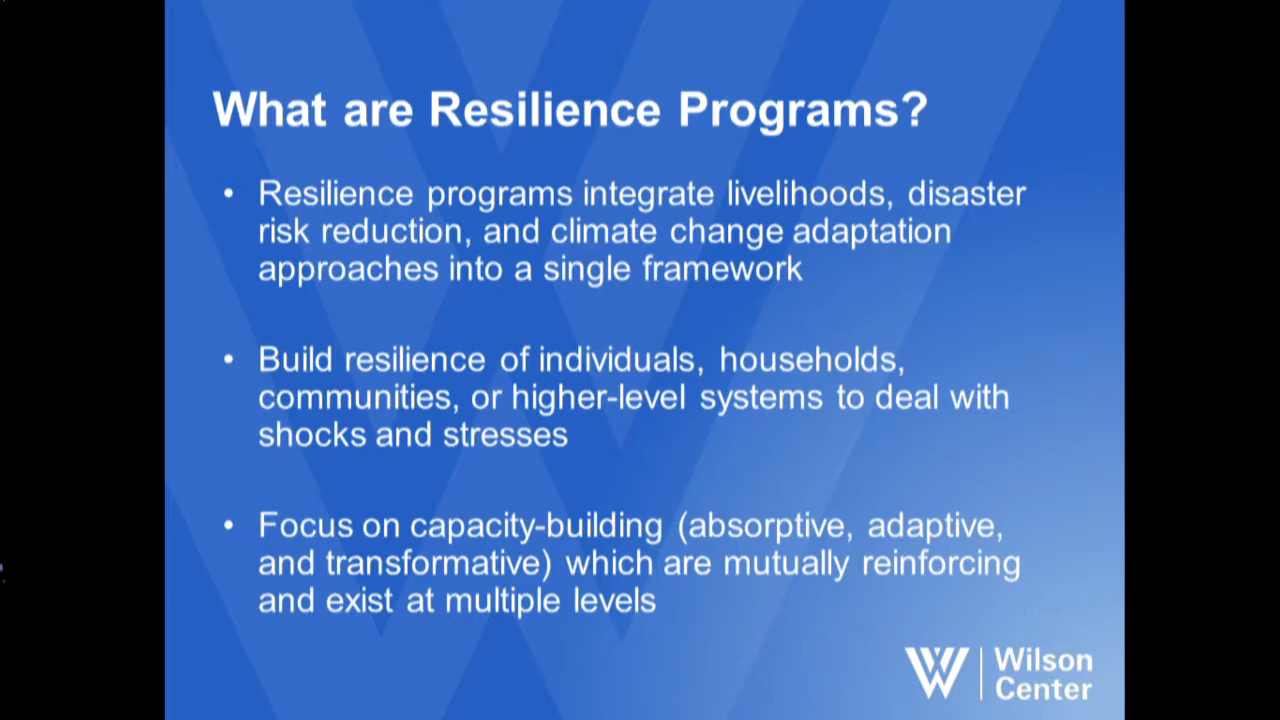 What are Resilience Programs?
• Resilience programs integrate livelihoods, disaster
risk reduction, and climate change adaptation
approaches into a single framework
• Build resilience of individuals, households,
communities, or higher-level systems to deal with
shocks and stresses
• Focus on capacity-building (absorptive, adaptive,
and transformative) which are mutually reinforcing
and exist at multiple levels
Wilson
Center